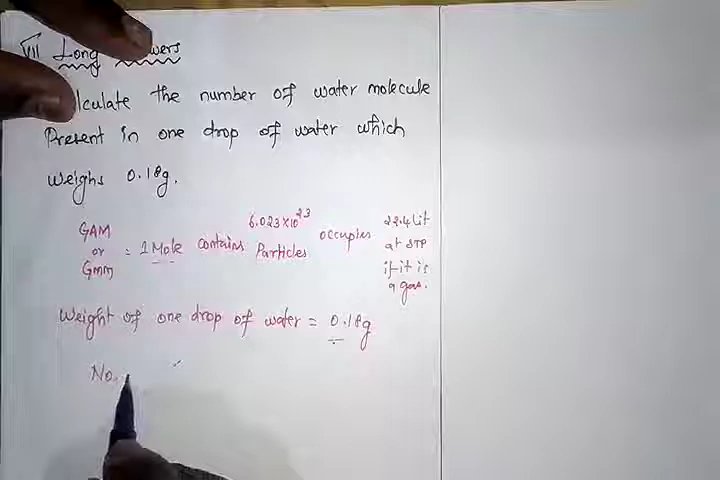 VII Long wers
lculate the number of water molecule
Present in one drop of water which
weighs 0.18g.
GAM or GMM = 1 Mole contains 6.023×10²³ Particles occupies 22.4 lit at STP if it is a gas.
Weight of one drop of water = 0.18g
No.